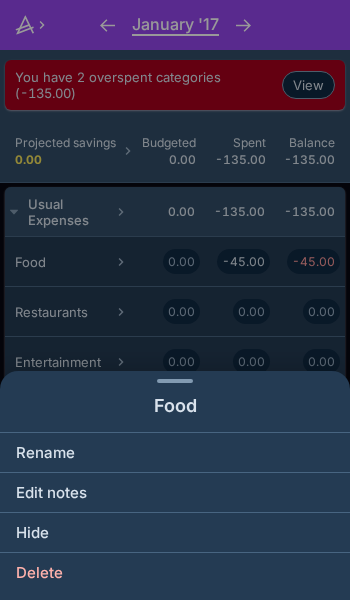 January '17
You have 2 overspent categories
(-135.00)
View
Projected savings Budgeted Spent Balance
0.00 0.00 -135.00 -135.00
Usual
Expenses
0.00 -135.00 -135.00
Food 0.00 -45.00 -45.00
Restaurants 0.00 0.00 0.00
Entertainment 0.00 0.00 0.00
Food
Rename
Edit notes
Hide
Delete